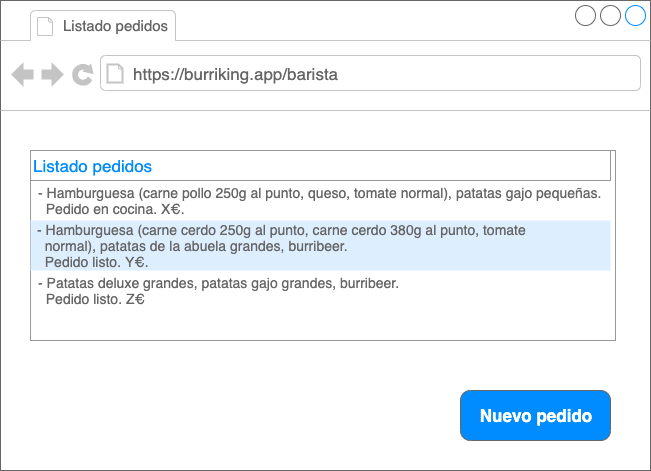 Listado pedidos
https://burriking.app/barista
Listado pedidos
- Hamburguesa (carne pollo 250g al punto, queso, tomate normal), patatas gajo pequeñas.
Pedido en cocina. X€.
- Hamburguesa (carne cerdo 250g al punto, carne cerdo 380g al punto, tomate
normal), patatas de la abuela grandes, burribeer.
Pedido listo. Y€.
- Patatas deluxe grandes, patatas gajo grandes, burribeer.
Pedido listo. Z€
Nuevo pedido